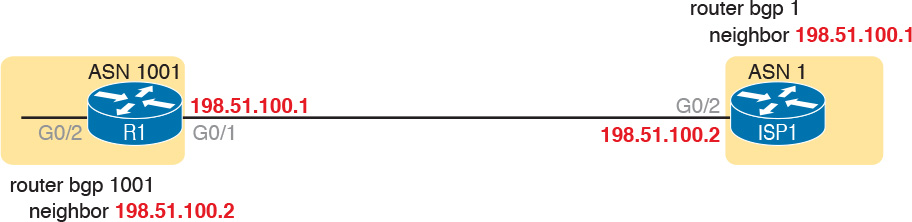 router bgp 1
neighbor 198.51.100.1
ASN 1001
ASN 1
198.51.100.1
G0/2
G0/2
R1
G0/1
198.51.100.2
ISP1
router bgp 1001
neighbor 198.51.100.2